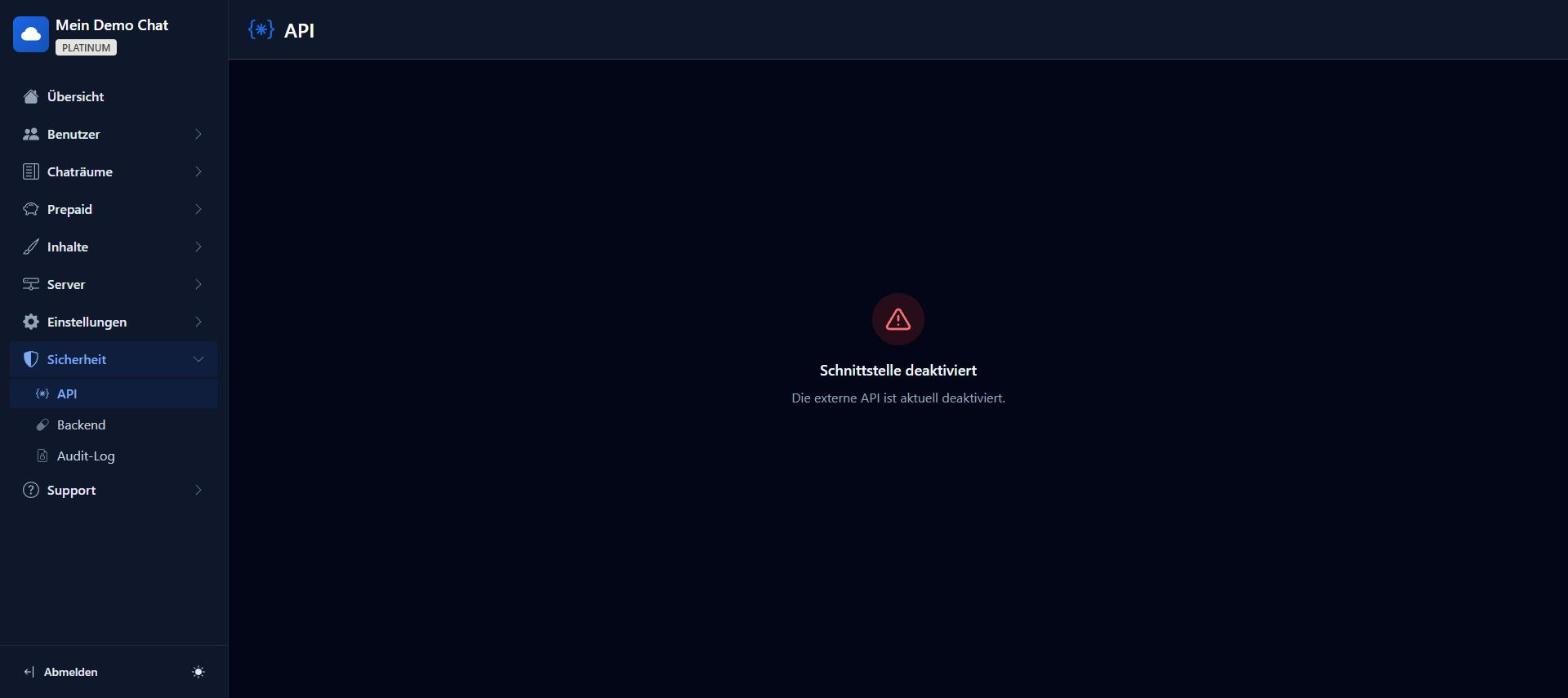 Mein Demo Chat
PLATINUM
Übersicht
Benutzer
Chaträume
Prepaid
Inhalte
Server
Einstellungen
Sicherheit
API
Backend
Audit-Log
Support
Abmelden
API
Schnittstelle deaktiviert
Die externe API ist aktuell deaktiviert.